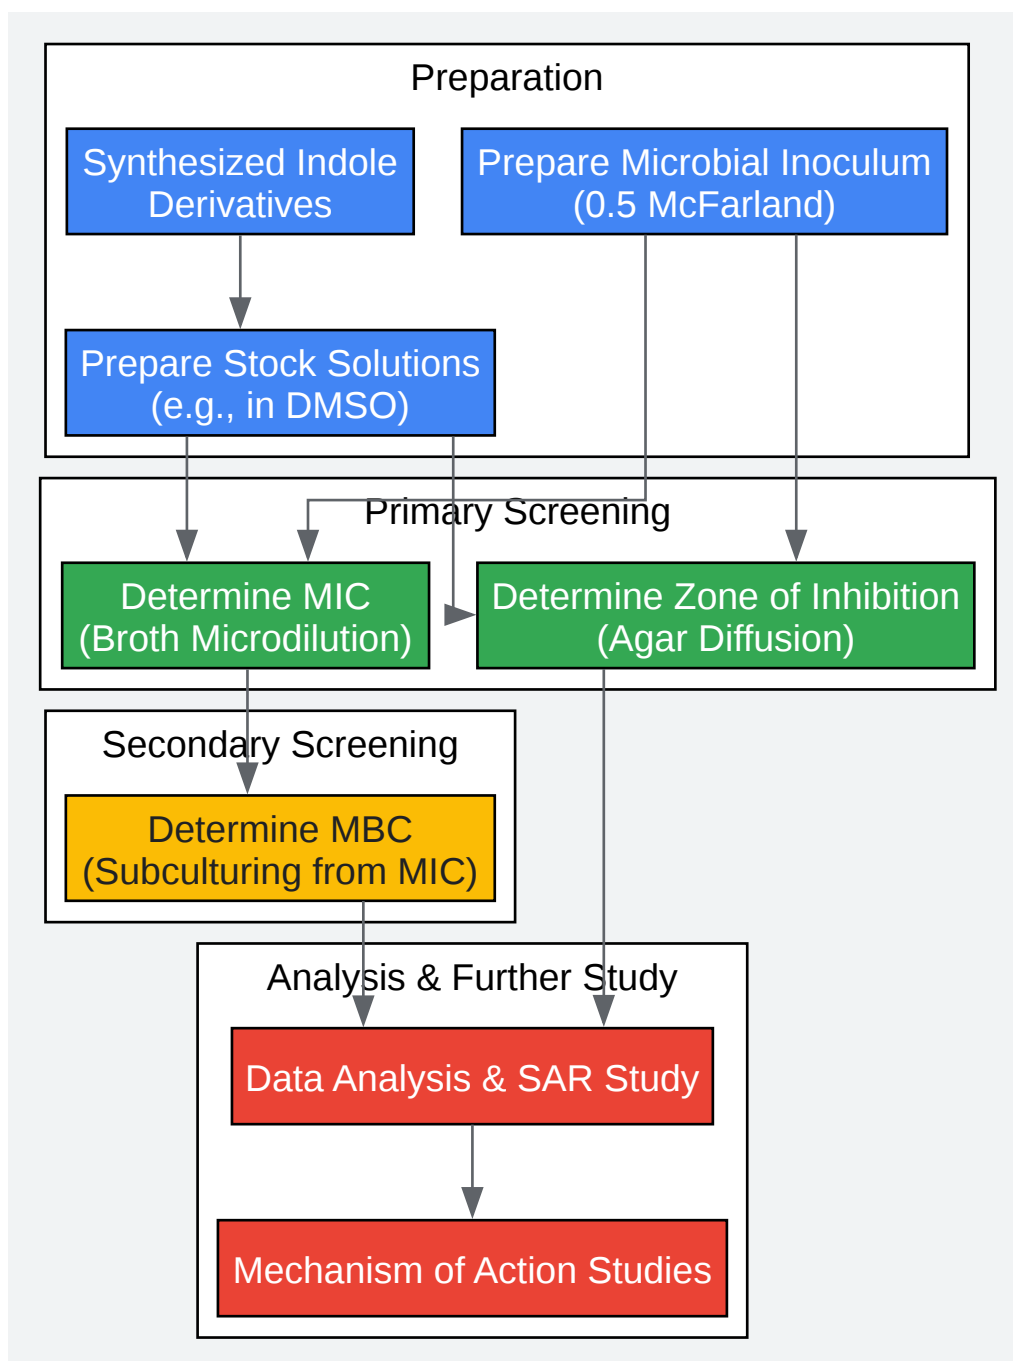 Preparation
Synthesized Indole
Derivatives
Prepare Microbial Inoculum
(0.5 McFarland)
Prepare Stock Solutions
(e.g., in DMSO)
Primary Screening
Determine MIC
(Broth Microdilution)
Determine Zone of Inhibition
(Agar Diffusion)
Secondary Screening
Determine MBC
(Subculturing from MIC)
Analysis & Further Study
Data Analysis & SAR Study
Mechanism of Action Studies